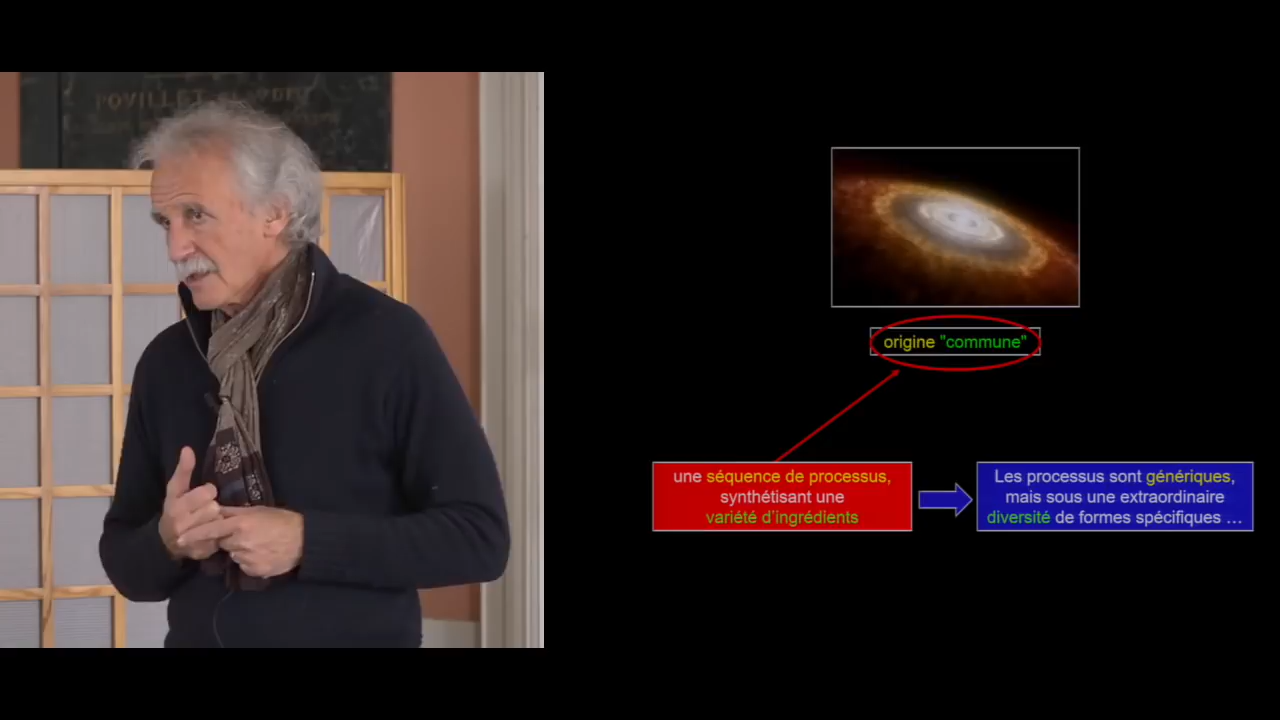 origine "commune"
une séquence de processus,
synthétisant une
variété d'ingrédients
Les processus sont génériques,
mais sous une extraordinaire
diversité de formes spécifiques ...